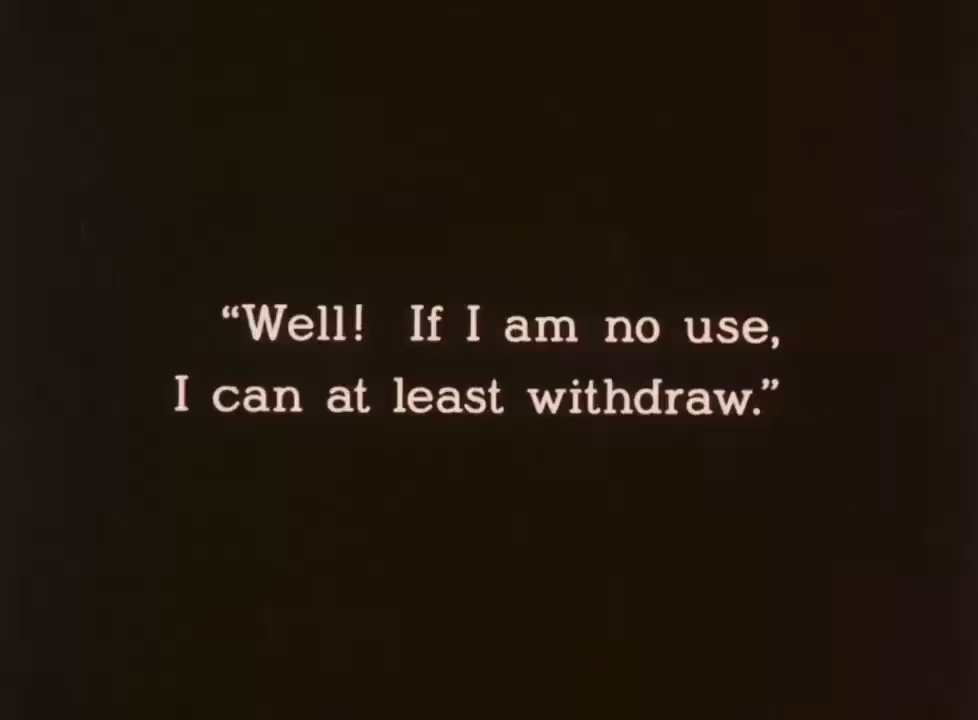 “Well! If I am no use,
I can at least withdraw.”